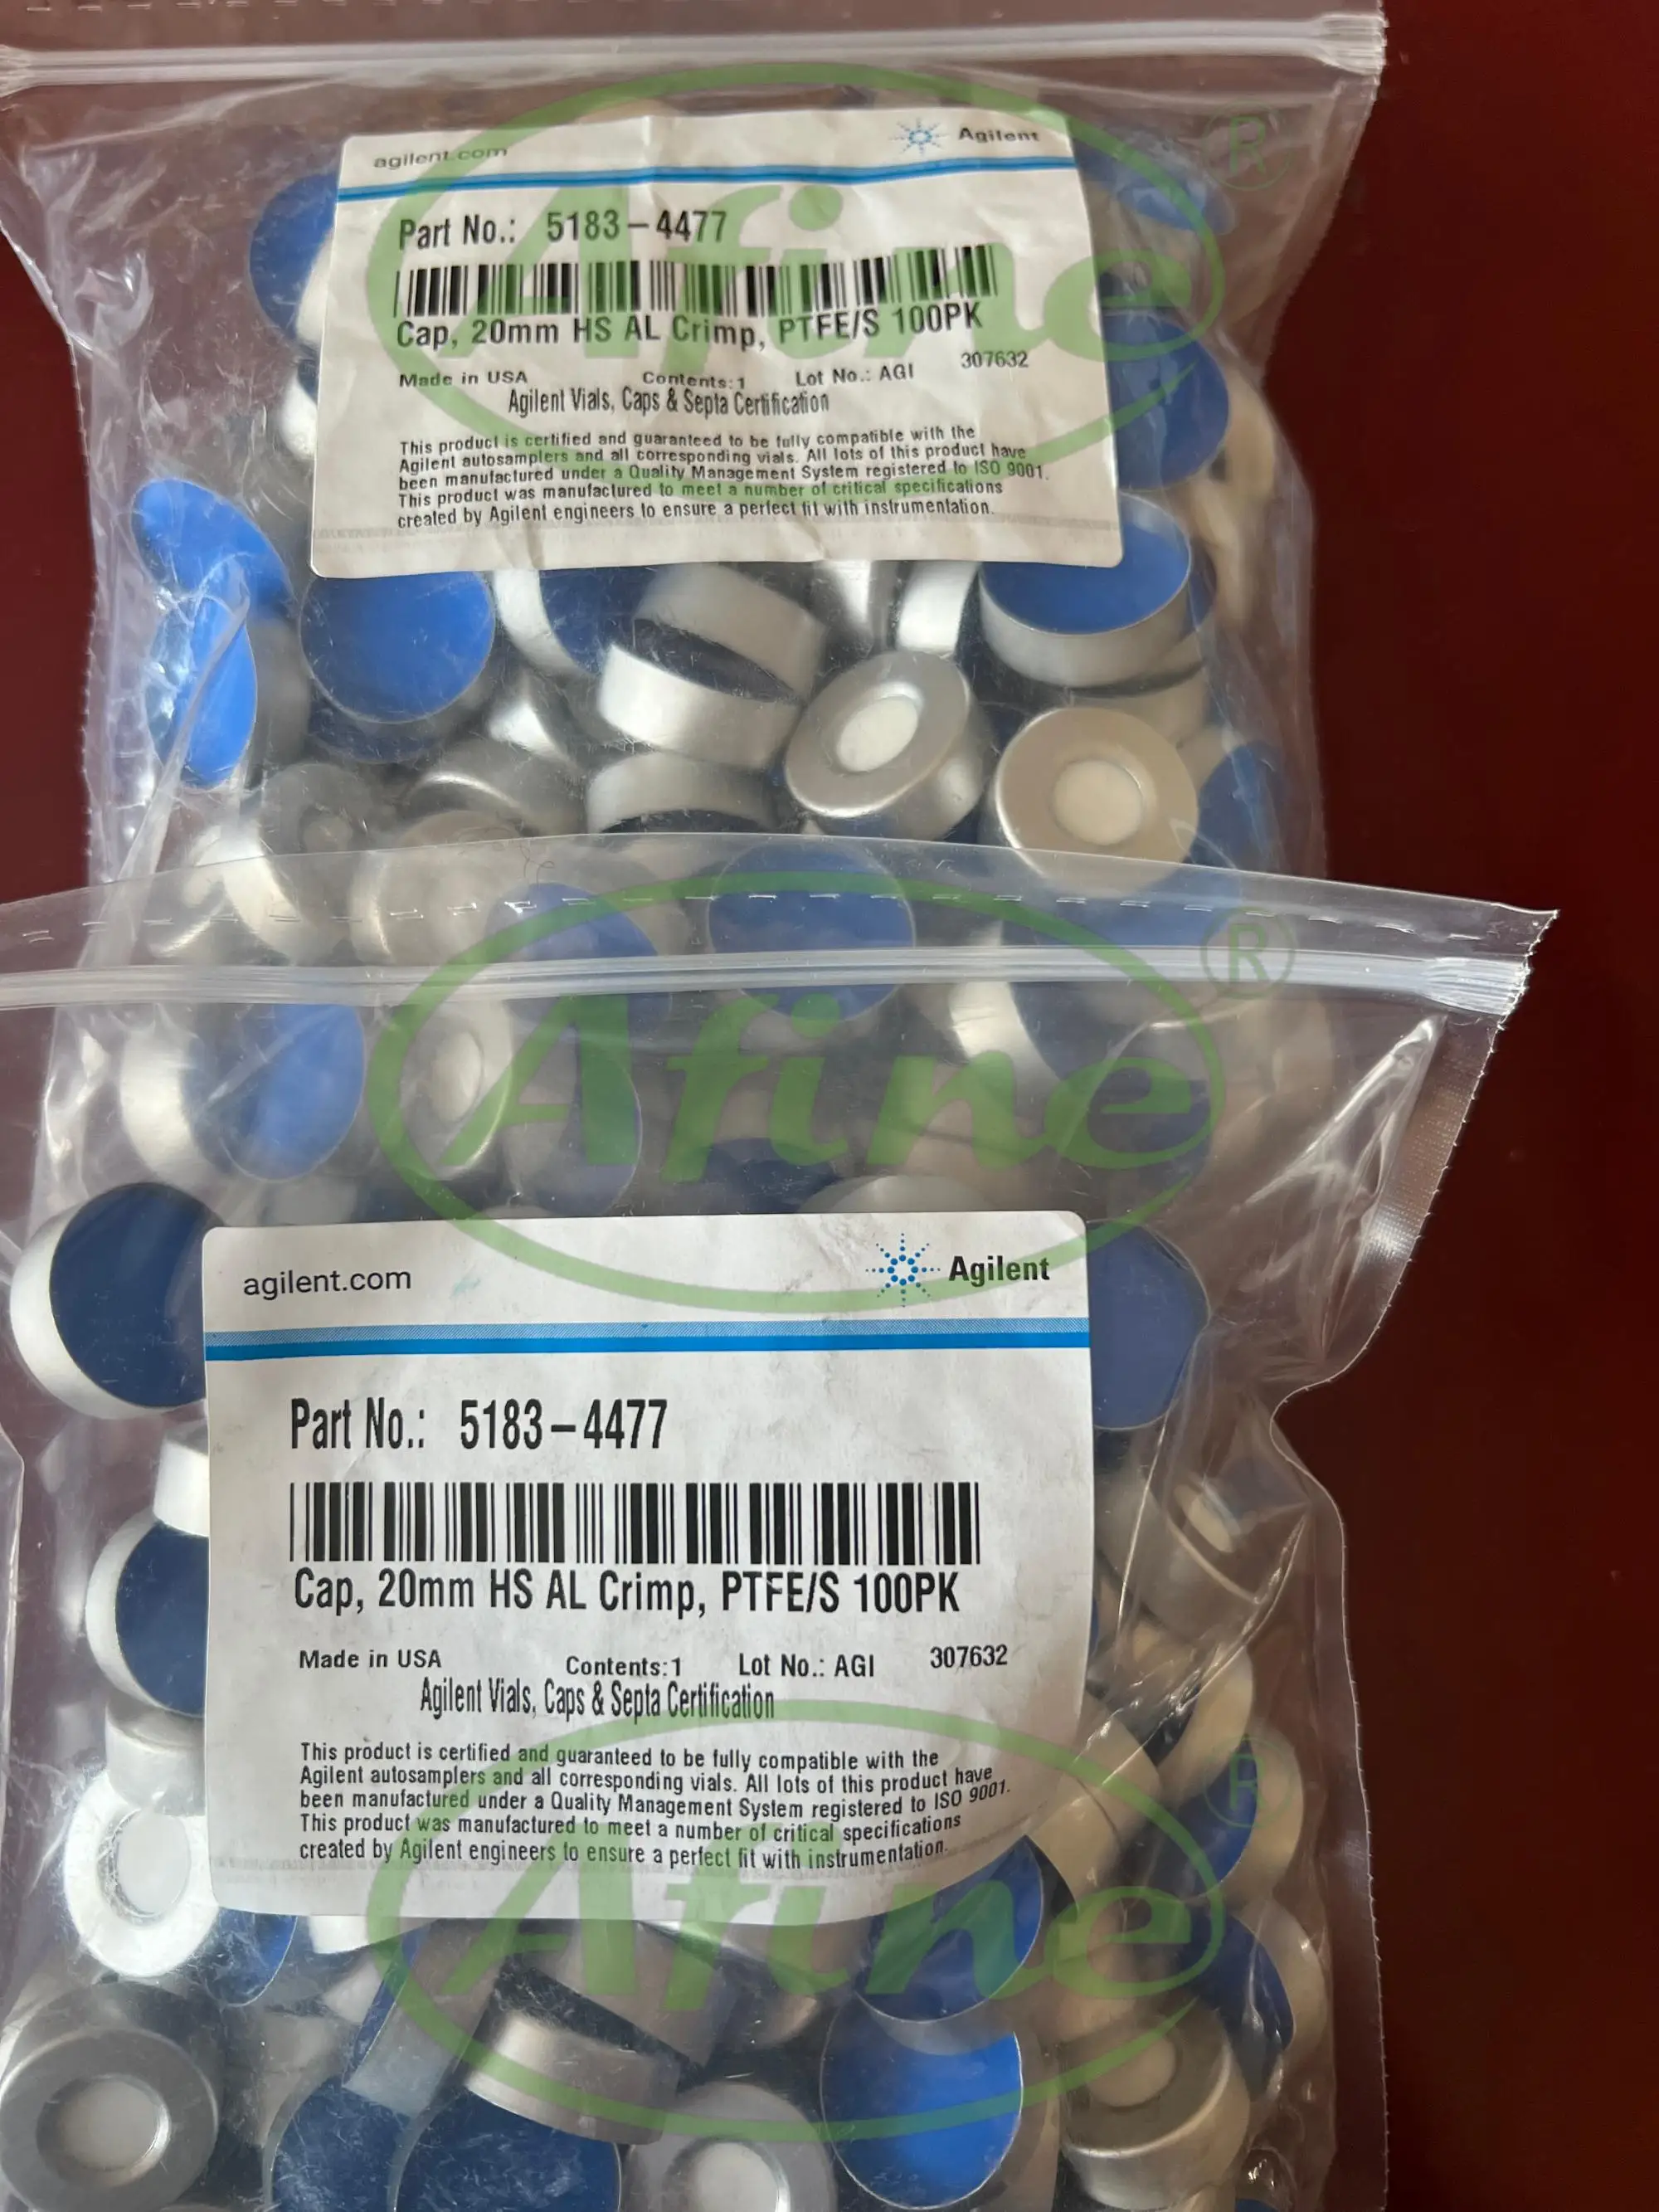 agilent.com
Agilent
Part No.: 5183-4477
Cap, 20mm HS AL Crimp, PTFE/S 100PK
Made in USA Contents:1 Lot No.: AGI 307632
Agilent Vials, Caps & Septa Certification
This product is certified and guaranteed to be fully compatible with the
Agilent autosamplers and all corresponding vials. All lots of this product have
been manufactured under a Quality Management System registered to ISO 9001.
This product was manufactured to meet a number of critical specifications
created by Agilent engineers to ensure a perfect fit with instrumentation.
Afine ®
Afine ®
agilent.com
Agilent
Part No.: 5183-4477
Cap, 20mm HS AL Crimp, PTFE/S 100PK
Made in USA Contents:1 Lot No.: AGI 307632
Agilent Vials, Caps & Septa Certification
This product is certified and guaranteed to be fully compatible with the
Agilent autosamplers and all corresponding vials. All lots of this product have
been manufactured under a Quality Management System registered to ISO 9001.
This product was manufactured to meet a number of critical specifications
created by Agilent engineers to ensure a perfect fit with instrumentation.
Afine ®